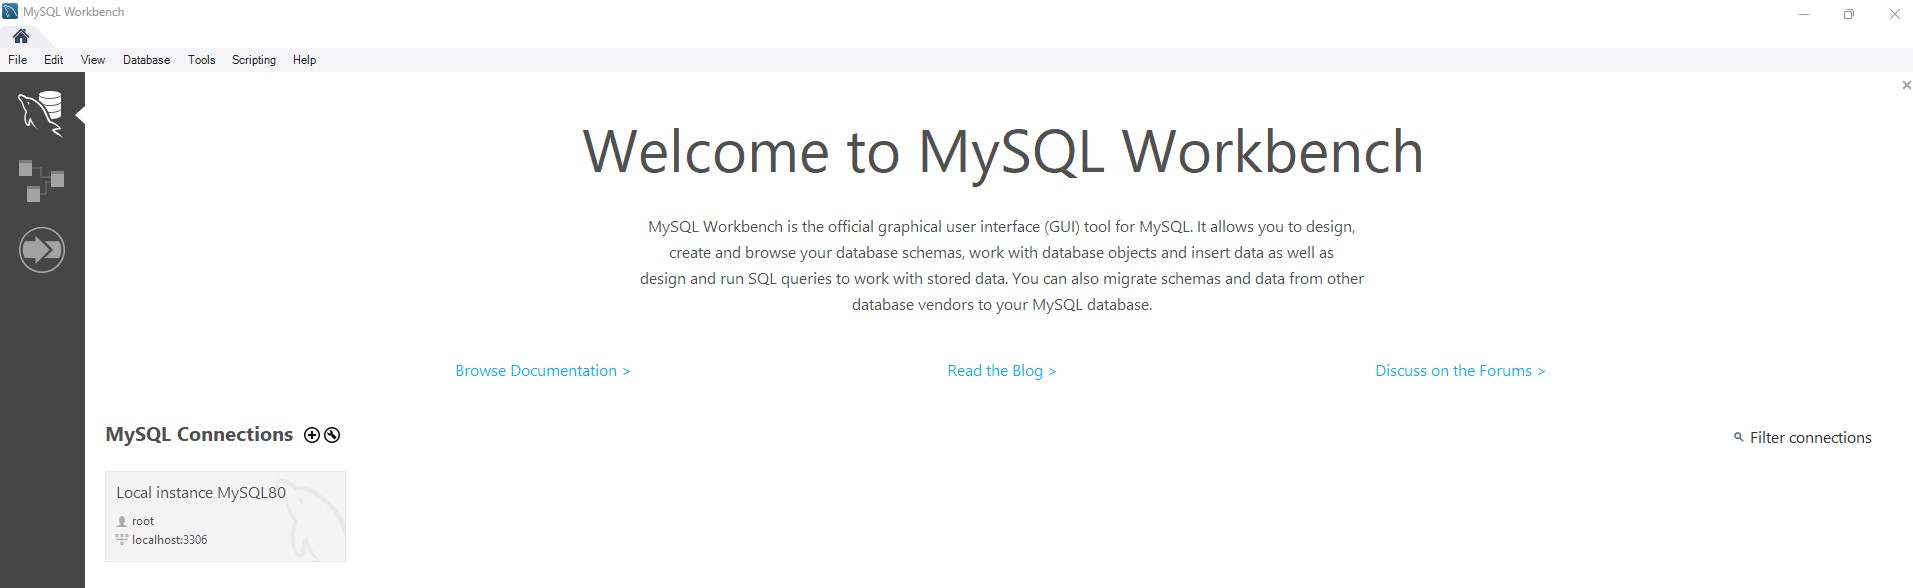 MySQL Workbench
File Edit View Database Tools Scripting Help
Welcome to MySQL Workbench
MySQL Workbench is the official graphical user interface (GUI) tool for MySQL. It allows you to design,
create and browse your database schemas, work with database objects and insert data as well as
design and run SQL queries to work with stored data. You can also migrate schemas and data from other
database vendors to your MySQL database.
Browse Documentation > Read the Blog > Discuss on the Forums >
MySQL Connections Filter connections
Local instance MySQL80
root
localhost:3306